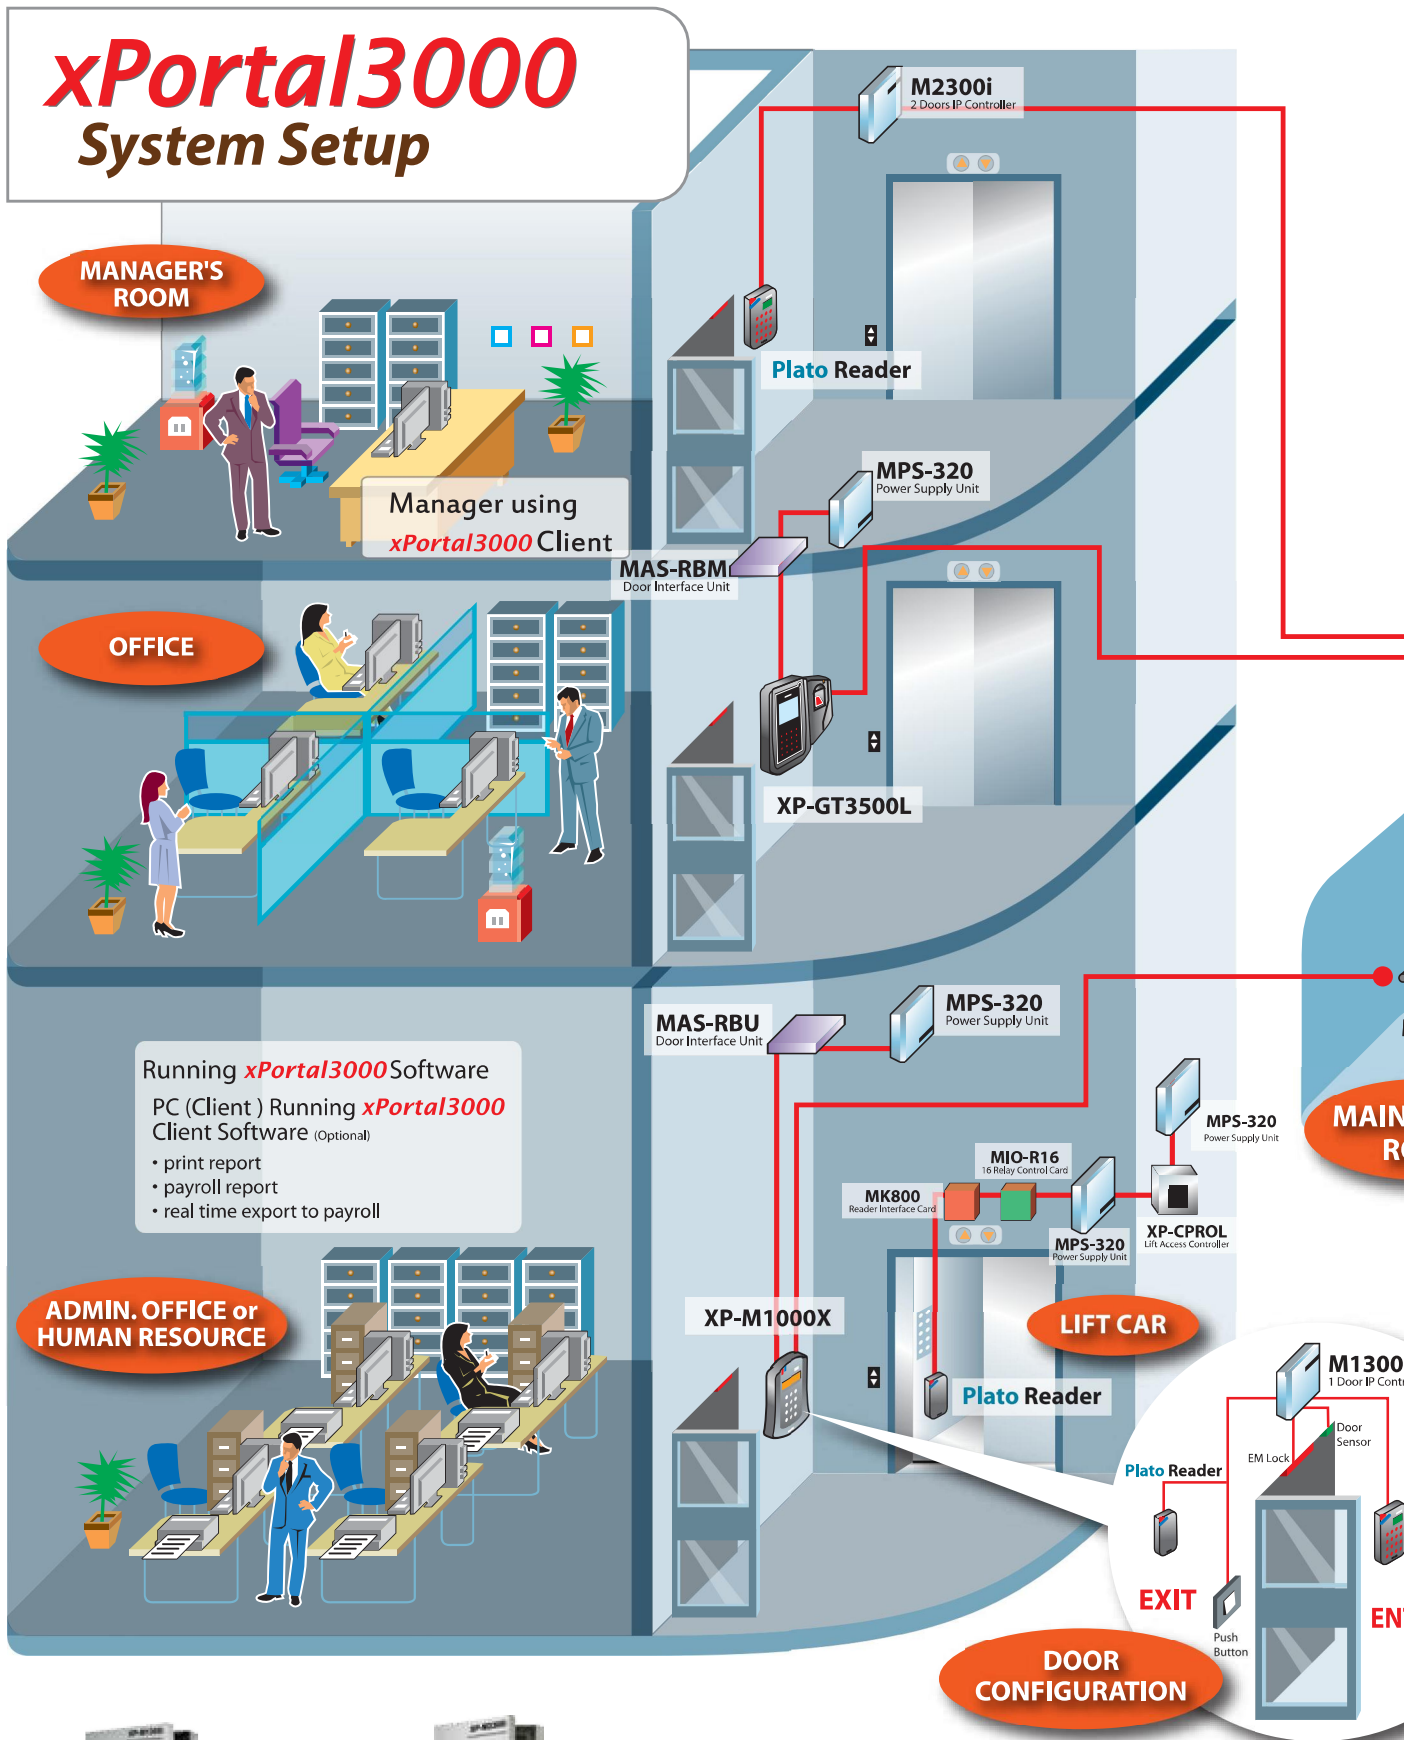 xPortal3000
System Setup
M2300i
2 Doors IP Controller
MANAGER'S
ROOM
Plato Reader
Manager using
xPortal3000 Client
MPS-320
Power Supply Unit
MAS-RBM
Door Interface Unit
OFFICE
XP-GT3500L
MAS-RBU
Door Interface Unit
MPS-320
Power Supply Unit
Running xPortal3000 Software
PC (Client ) Running xPortal3000
Client Software (Optional)
• print report
• payroll report
• real time export to payroll
MPS-320
Power Supply Unit
MIO-R16
16 Relay Control Card
MK800
Reader Interface Card
MPS-320
Power Supply Unit
XP-CPROL
Lift Access Controller
MAIN
ADMIN. OFFICE or
HUMAN RESOURCE
XP-M1000X
LIFT CAR
Plato Reader
M1300
1 Door IP Contr
Door
Sensor
EM Lock
Plato Reader
EXIT
Push
Button
DOOR
CONFIGURATION